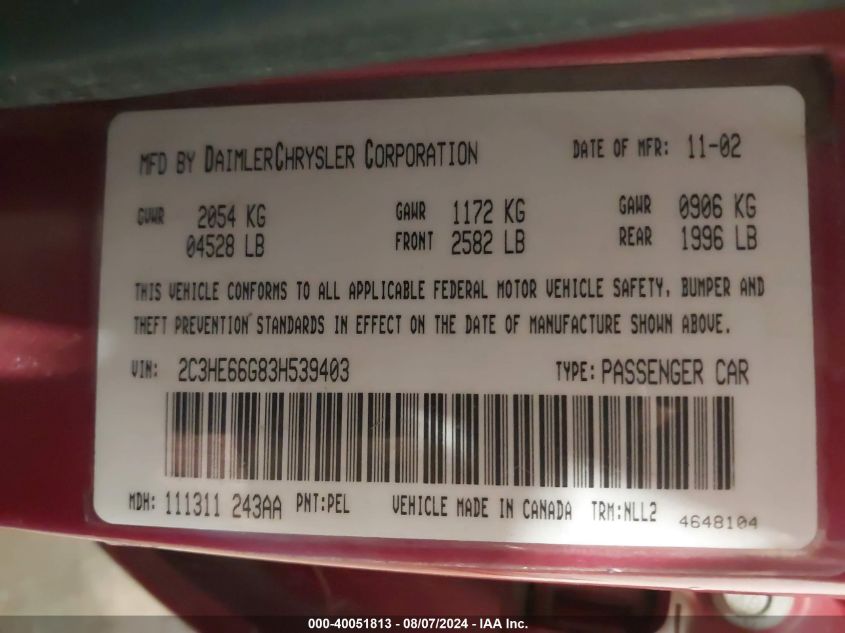 MFD BY DAIMLERCHRYSLER CORPORATION DATE OF MFR: 11-02
GVWR 2054 KG GAWR 1172 KG GAWR 0906 KG
04528 LB FRONT 2582 LB REAR 1996 LB
THIS VEHICLE CONFORMS TO ALL APPLICABLE FEDERAL MOTOR VEHICLE SAFETY, BUMPER AND
THEFT PREVENTION STANDARDS IN EFFECT ON THE DATE OF MANUFACTURE SHOWN ABOVE.
VIN: 2C3HE66G83H539403 TYPE: PASSENGER CAR
MDH: 111311 243AA PNT:PEL VEHICLE MADE IN CANADA TRM:NLL2 4648104
000-40051813 - 08/07/2024 - IAA Inc.